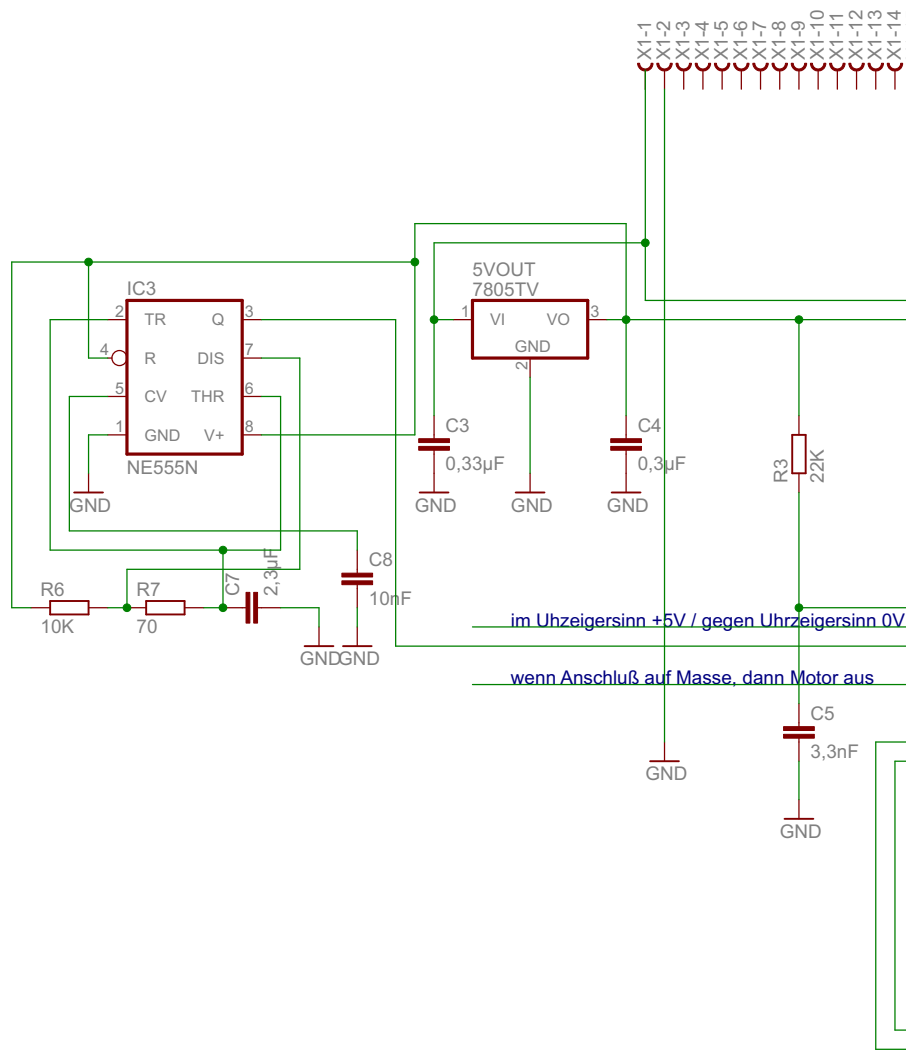 X1-1
X1-2
X1-3
X1-4
X1-5
X1-6
X1-7
X1-8
X1-9
X1-10
X1-11
X1-12
X1-13
X1-14
5VOUT
7805TV
1 VI VO 3
GND
2
IC3
2 TR Q 3
4 R DIS 7
5 CV THR 6
1 GND V+ 8
NE555N
GND
C3
0,33µF
GND
GND
C4
0,3µF
GND
R3
22K
R6
10K
R7
70
C7
2,3µF
GND
C8
10nF
GND
im Uhzeigersinn +5V / gegen Uhrzeigersinn 0V
wenn Anschluß auf Masse, dann Motor aus
GND
C5
3,3nF
GND